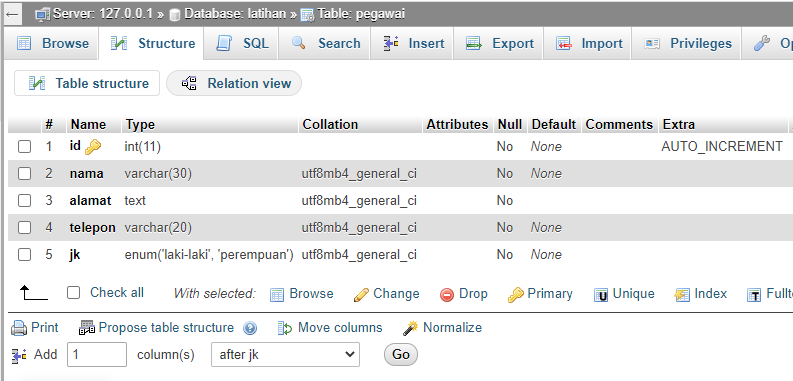 Server: 127.0.0.1 » Database: latihan » Table: pegawai
Browse Structure SQL Search Insert Export Import Privileges
Table structure Relation view
# Name Type Collation Attributes Null Default Comments Extra
1 id int(11) No None AUTO_INCREMENT
2 nama varchar(30) utf8mb4_general_ci No None
3 alamat text utf8mb4_general_ci No
4 telepon varchar(20) utf8mb4_general_ci No None
5 jk enum('laki-laki', 'perempuan') utf8mb4_general_ci No None
Check all With selected: Browse Change Drop Primary Unique Index Fullt
Print Propose table structure Move columns Normalize
Add 1 column(s) after jk Go